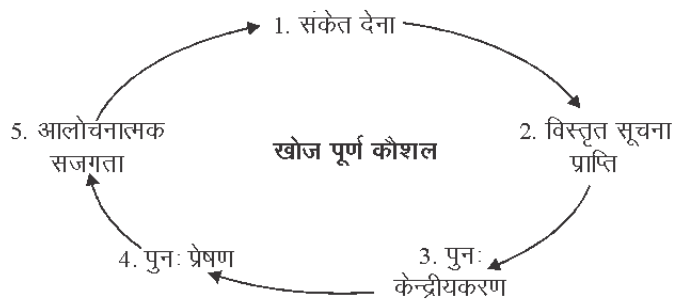 1. संकेत देना
2. विस्तृत सूचना
प्राप्ति
3. पुनः
केन्द्रीयकरण
4. पुनः प्रेषण
5. आलोचनात्मक
सजगता
खोज पूर्ण कौशल